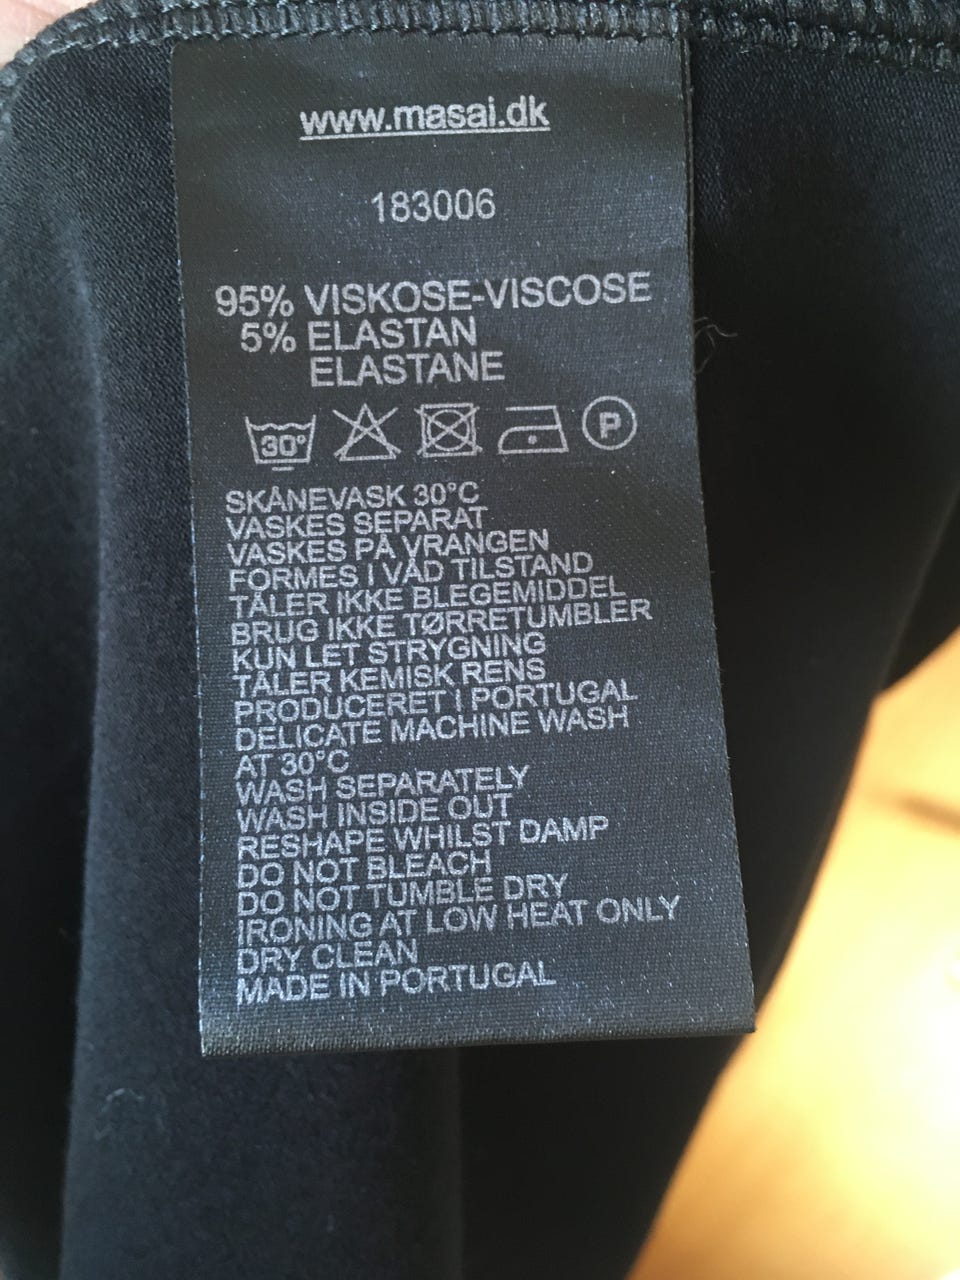 www.masai.dk
183006
95% VISKOSE-VISCOSE
5% ELASTAN
ELASTANE
30° P
SKÅNEVASK 30°C
VASKES SEPARAT
VASKES PÅ VRANGEN
FORMES I VÅD TILSTAND
TÅLER IKKE BLEGEMIDDEL
BRUG IKKE TØRRETUMBLER
KUN LET STRYGNING
TÅLER KEMISK RENS
PRODUCERET I PORTUGAL
DELICATE MACHINE WASH
AT 30°C
WASH SEPARATELY
WASH INSIDE OUT
RESHAPE WHILST DAMP
DO NOT BLEACH
DO NOT TUMBLE DRY
IRONING AT LOW HEAT ONLY
DRY CLEAN
MADE IN PORTUGAL